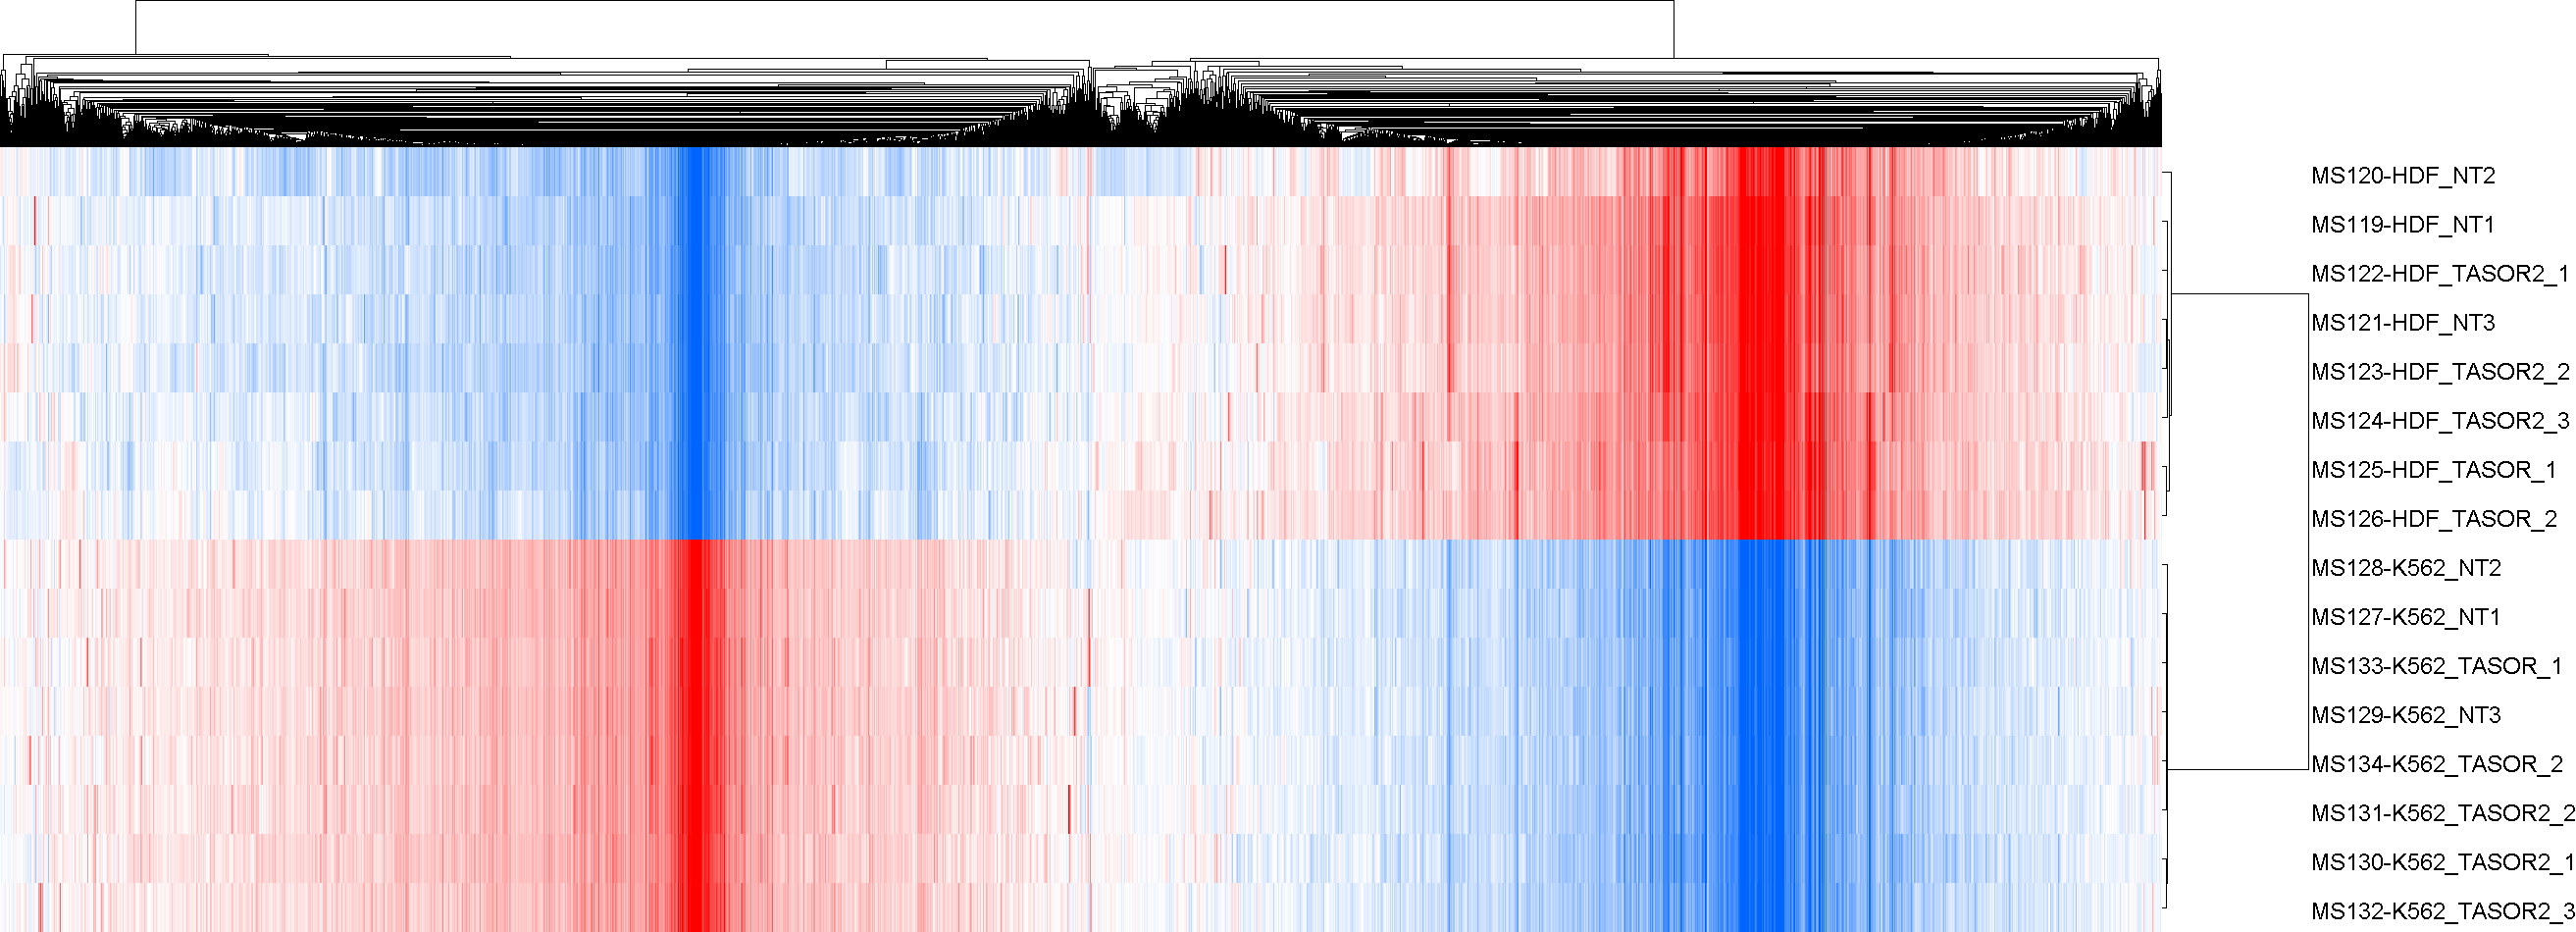 MS120-HDF_NT2
MS119-HDF_NT1
MS122-HDF_TASOR2_1
MS121-HDF_NT3
MS123-HDF_TASOR2_2
MS124-HDF_TASOR2_3
MS125-HDF_TASOR_1
MS126-HDF_TASOR_2
MS128-K562_NT2
MS127-K562_NT1
MS133-K562_TASOR_1
MS129-K562_NT3
MS134-K562_TASOR_2
MS131-K562_TASOR2_2
MS130-K562_TASOR2_1
MS132-K562_TASOR2_3